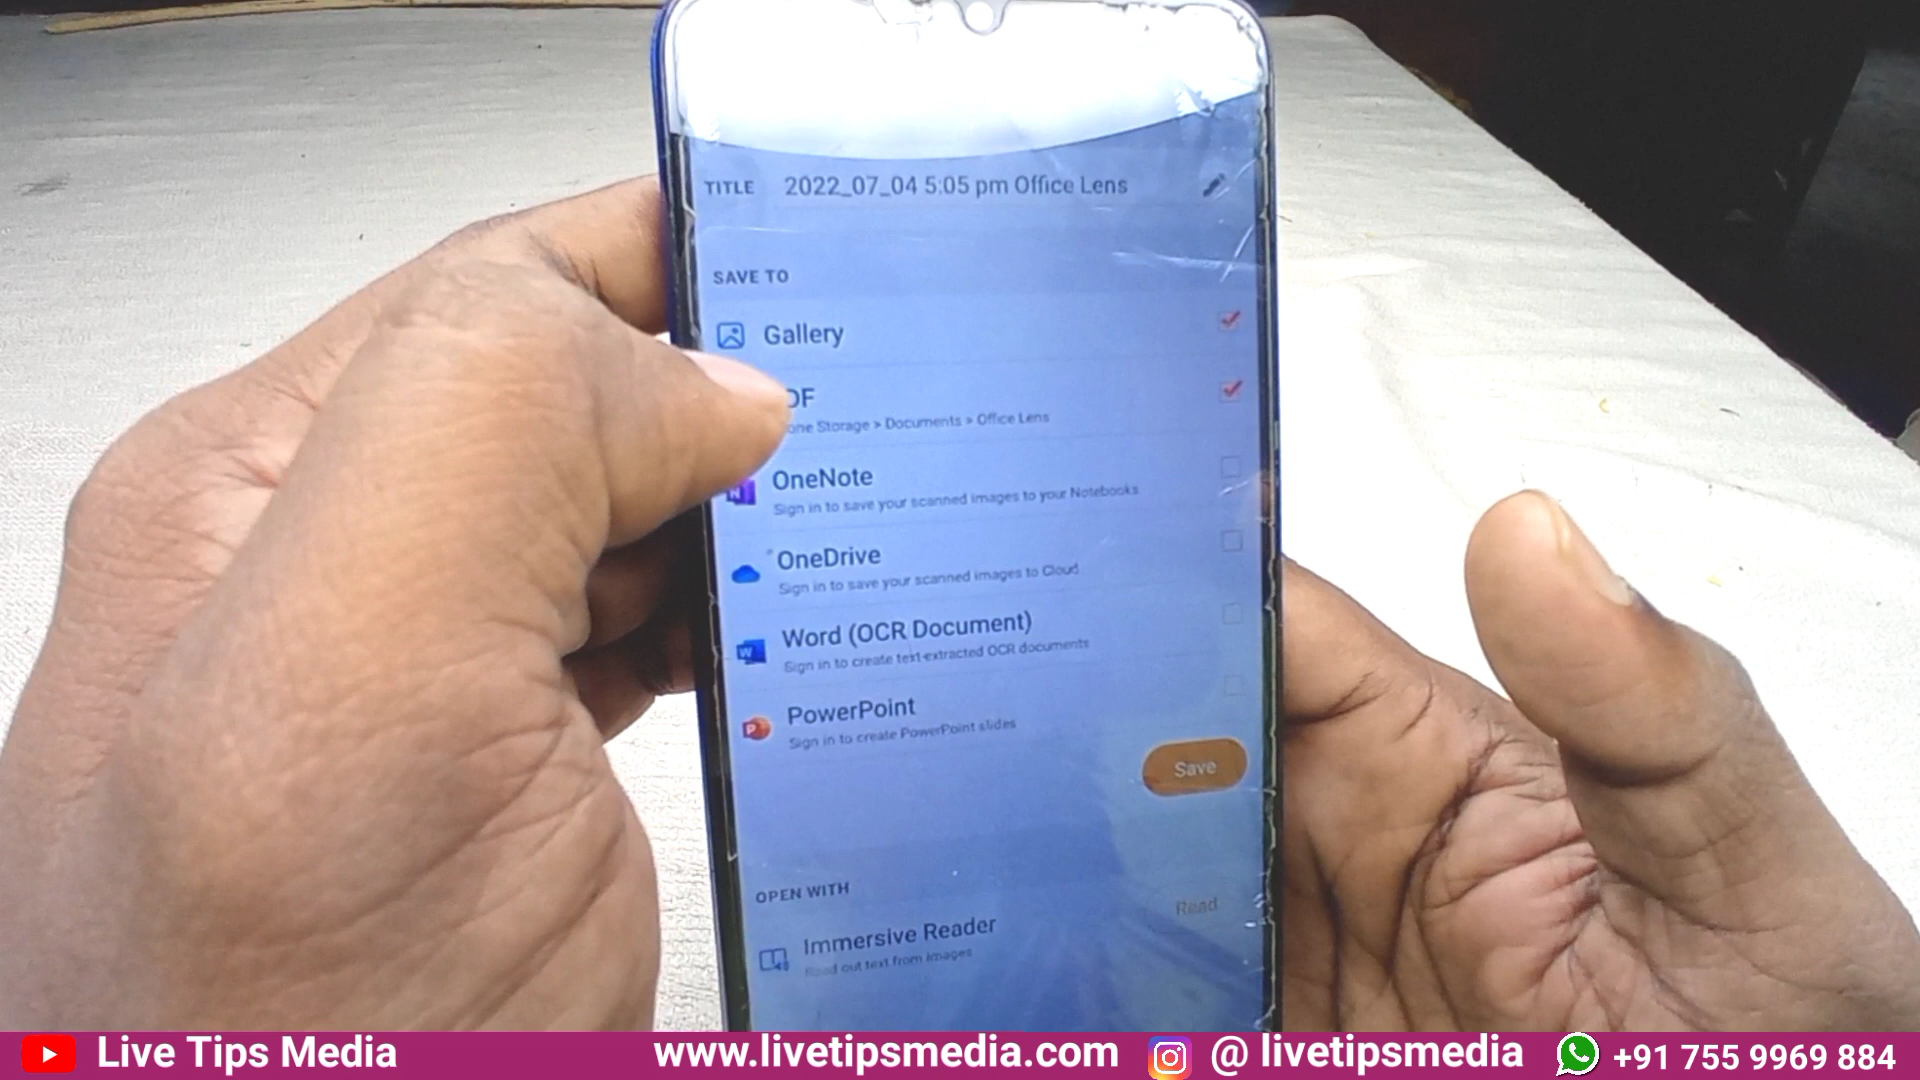 TITLE 2022_07_04 5:05 pm Office Lens
SAVE TO
Gallery
DF
one Storage > Documents > Office Lens
OneNote
Sign in to save your scanned images to your Notebooks
OneDrive
Sign in to save your scanned images to Cloud
Word (OCR Document)
Sign in to create text-extracted OCR documents
PowerPoint
Sign in to create PowerPoint slides
Save
OPEN WITH
Immersive Reader Read
Read out text from images
Live Tips Media www.livetipsmedia.com @ livetipsmedia +91 755 9969 884